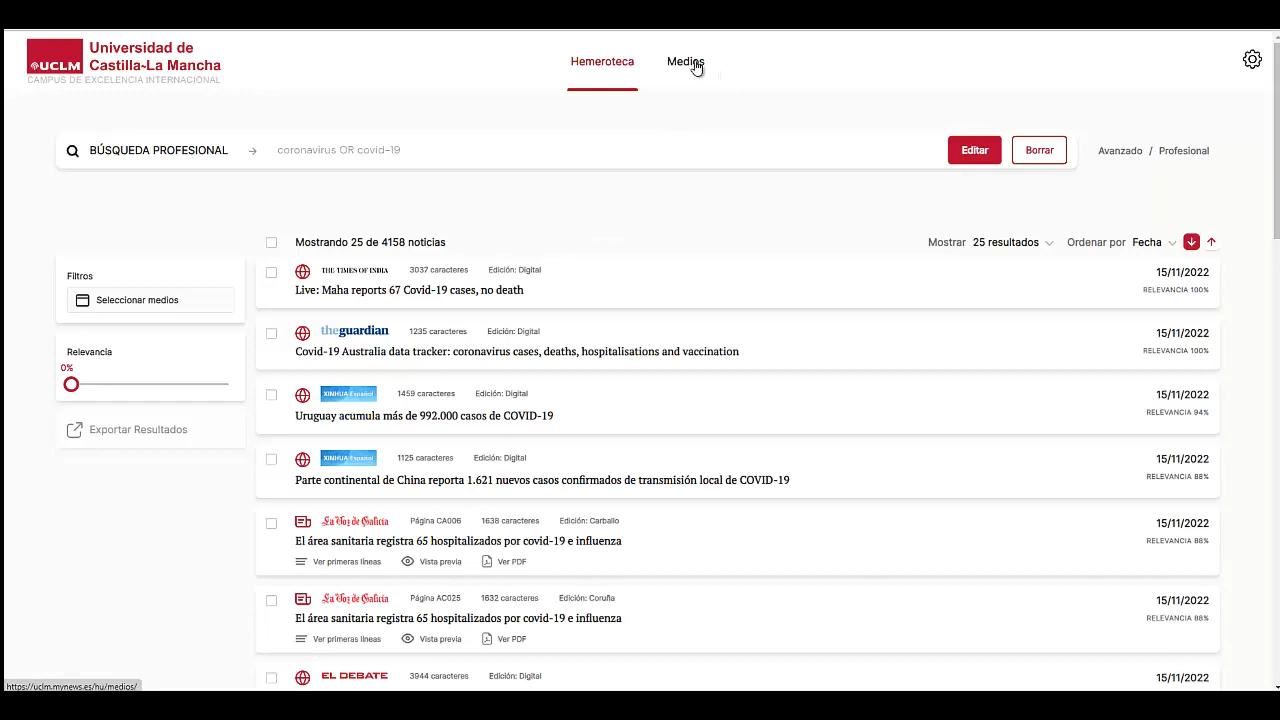 UCLM
Universidad de
Castilla~La Mancha
CAMPUS DE EXCELENCIA INTERNACIONAL
Hemeroteca Medios
BÚSQUEDA PROFESIONAL → coronavirus OR covid-19 Editar Borrar Avanzado / Profesional
Mostrando 25 de 4158 noticias Mostrar 25 resultados Ordenar por Fecha
Filtros
Seleccionar medios
Relevancia
0%
Exportar Resultados
THE TIMES OF INDIA 3037 caracteres Edición: Digital 15/11/2022
Live: Maha reports 67 Covid-19 cases, no death RELEVANCIA 100%
theguardian 1235 caracteres Edición: Digital 15/11/2022
Covid-19 Australia data tracker: coronavirus cases, deaths, hospitalisations and vaccination RELEVANCIA 100%
XINHUA Español 1459 caracteres Edición: Digital 15/11/2022
Uruguay acumula más de 992.000 casos de COVID-19 RELEVANCIA 94%
XINHUA Español 1125 caracteres Edición: Digital 15/11/2022
Parte continental de China reporta 1.621 nuevos casos confirmados de transmisión local de COVID-19 RELEVANCIA 88%
La Voz de Galicia Página CA006 1638 caracteres Edición: Carballo 15/11/2022
El área sanitaria registra 65 hospitalizados por covid-19 e influenza RELEVANCIA 86%
Ver primeras líneas Vista previa Ver PDF
La Voz de Galicia Página AC025 1632 caracteres Edición: Coruña 15/11/2022
El área sanitaria registra 65 hospitalizados por covid-19 e influenza RELEVANCIA 86%
Ver primeras líneas Vista previa Ver PDF
EL DEBATE 3944 caracteres Edición: Digital 15/11/2022
https://uclm.mynews.es/hu/medios/